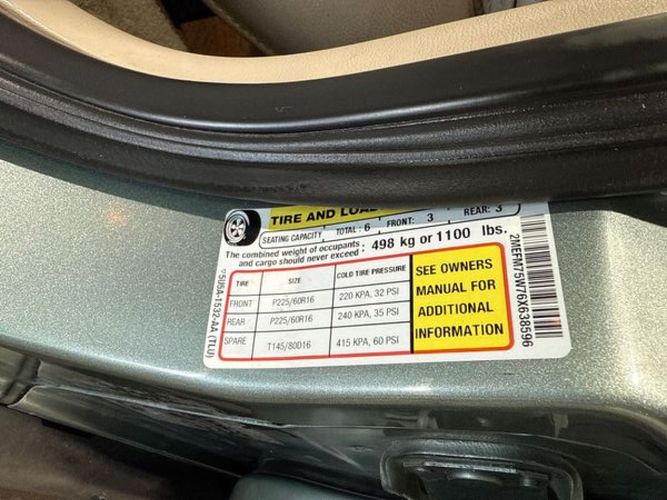 TIRE AND LOA
SEATING CAPACITY TOTAL: 6 FRONT: 3 REAR: 3
The combined weight of occupants and cargo should never exceed: 498 kg or 1100 lbs.
TIRE SIZE COLD TIRE PRESSURE
FRONT P225/60R16 220 KPA, 32 PSI
REAR P225/60R16 240 KPA, 35 PSI
SPARE T145/80D16 415 KPA, 60 PSI
SEE OWNERS
MANUAL FOR
ADDITIONAL
INFORMATION
5U5A-1532-AA (TLU)
2MEFM75W76X638596